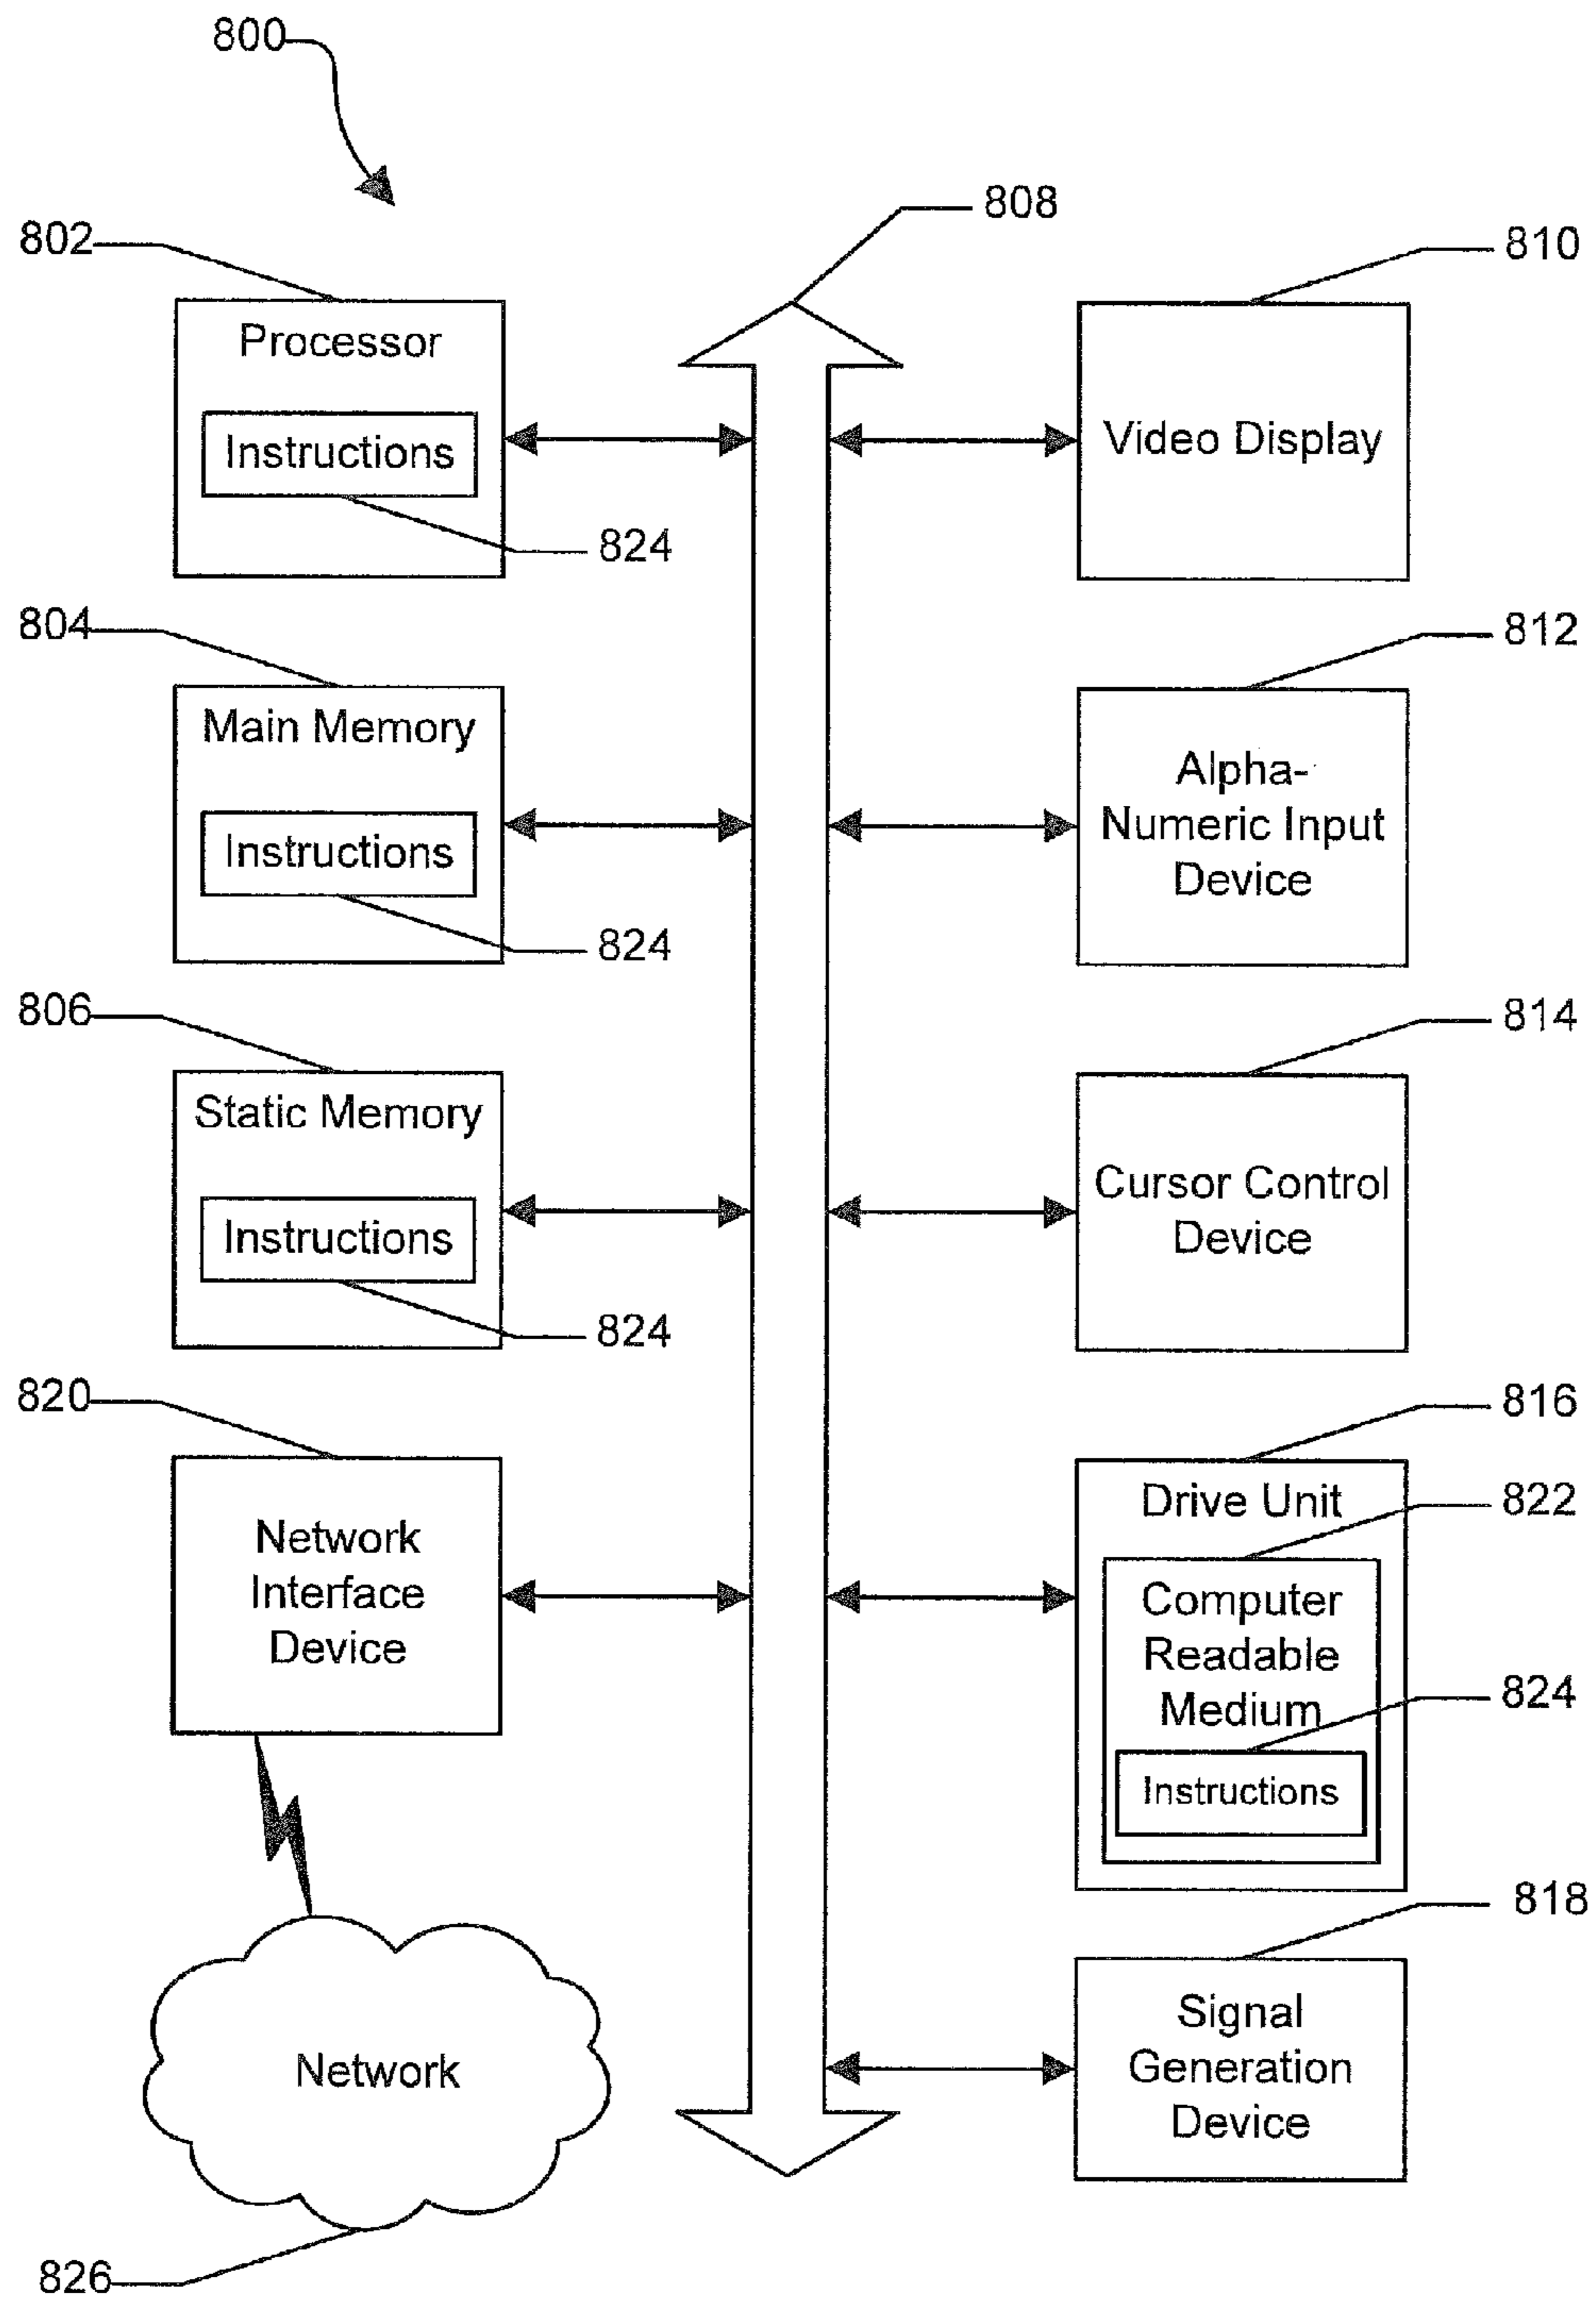 800
808
802
810
Processor
Instructions
824
Video Display
804
812
Main Memory
Instructions
824
Alpha-
Numeric Input
Device
806
814
Static Memory
Instructions
824
Cursor Control
Device
820
816
Network
Interface
Device
Drive Unit
822
Computer
Readable
Medium
824
Instructions
818
Signal
Generation
Device
Network
826